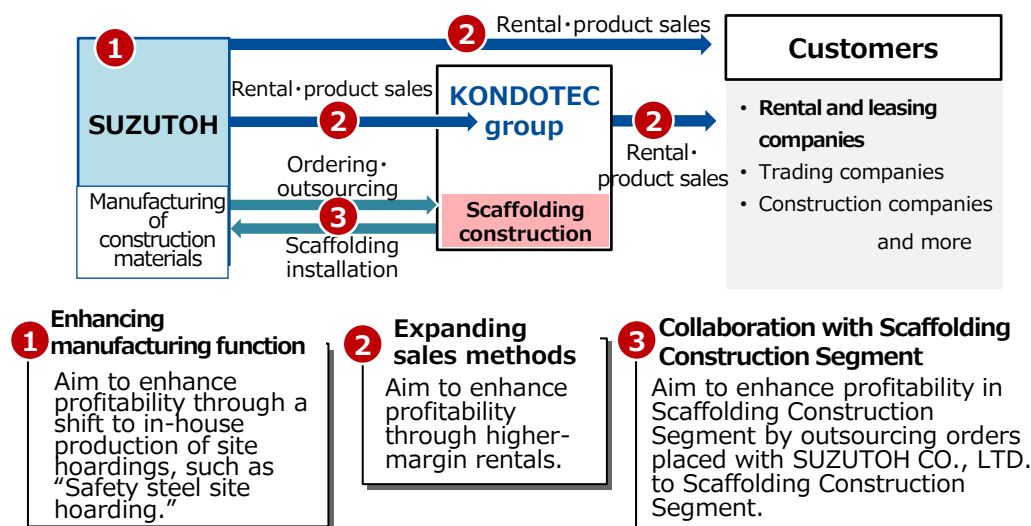 1
2
Rental･product sales
SUZUTOH
Rental･product sales
2
KONDOTEC
group
2
Rental･
product sales
Customers
• Rental and leasing
companies
• Trading companies
• Construction companies
and more
Manufacturing
of
construction
materials
Ordering･
outsourcing
3
Scaffolding
installation
Scaffolding
construction
1
Enhancing
manufacturing function
Aim to enhance
profitability through a
shift to in-house
production of site
hoardings, such as
“Safety steel site
hoarding.”
2
Expanding
sales methods
Aim to enhance
profitability
through higher-
margin rentals.
3
Collaboration with Scaffolding
Construction Segment
Aim to enhance profitability in
Scaffolding Construction
Segment by outsourcing orders
placed with SUZUTOH CO., LTD.
to Scaffolding Construction
Segment.